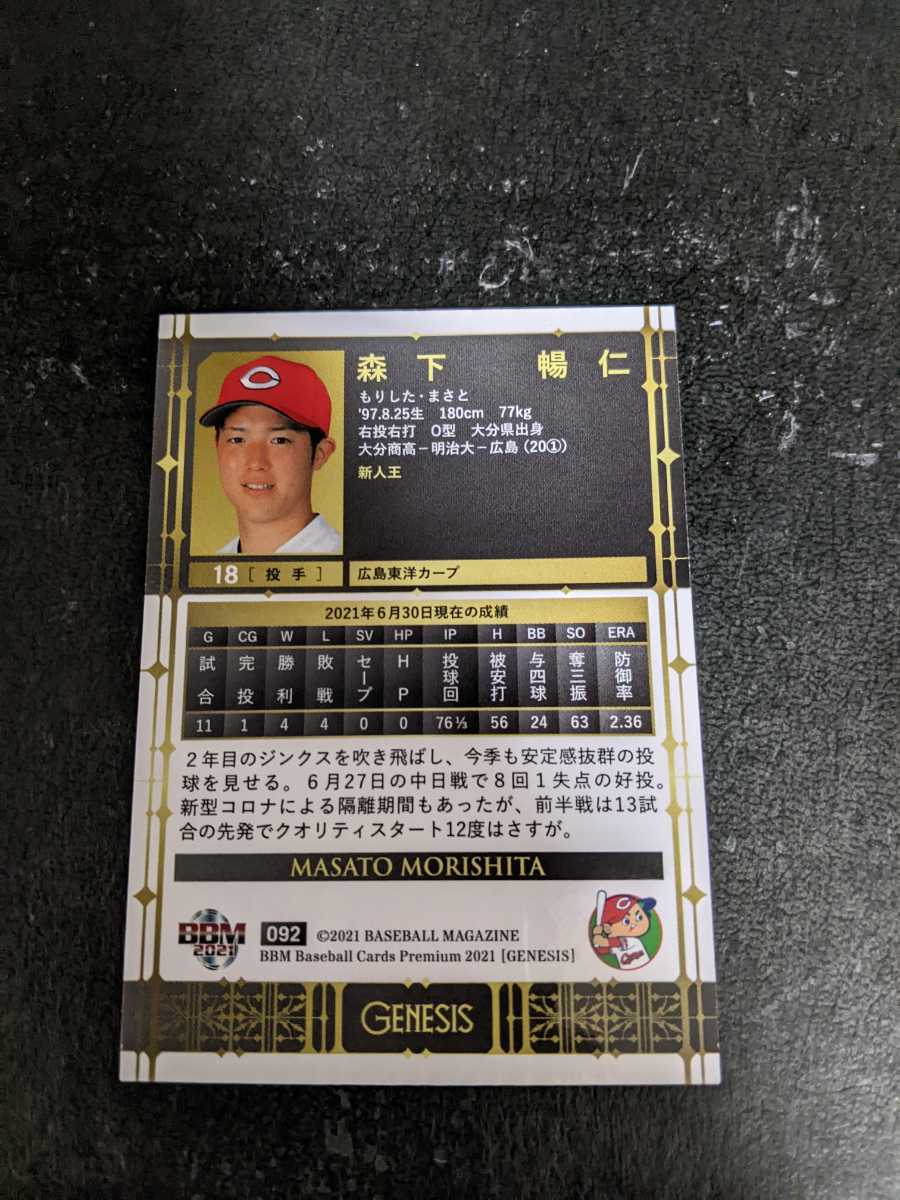 森下 暢仁
もりした・まさと
'97.8.25生 180cm 77kg
右投右打 O型 大分県出身
大分商高－明治大－広島（20①）
新人王
18［投手］ 広島東洋カープ
2021年6月30日現在の成績
G CG W L SV HP IP H BB SO ERA
試合 完投 勝利 敗戦 セーブ HP 投球回 被安打 与四球 奪三振 防御率
11 1 4 4 0 0 76⅓ 56 24 63 2.36
２年目のジンクスを吹き飛ばし、今季も安定感抜群の投
球を見せる。６月27日の中日戦で８回１失点の好投。
新型コロナによる隔離期間もあったが、前半戦は13試
合の先発でクオリティスタート12度はさすが。
MASATO MORISHITA
BBM 2021
092 ©2021 BASEBALL MAGAZINE
BBM Baseball Cards Premium 2021 [GENESIS]
C
Carp
GENESIS